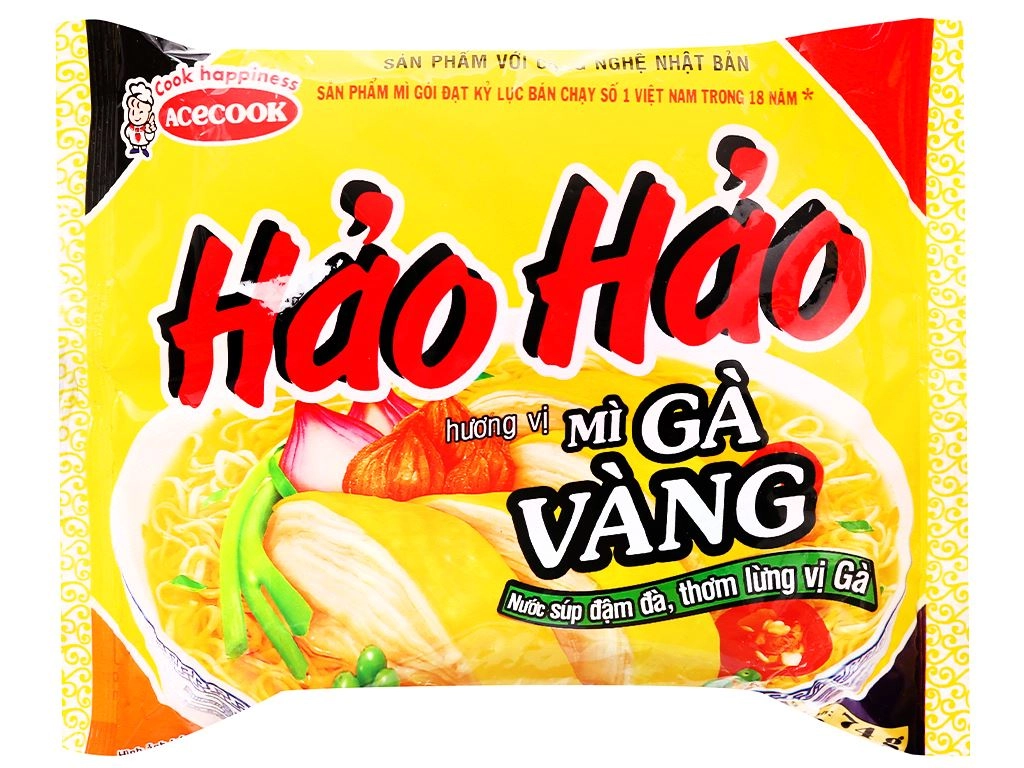 SẢN PHẨM VỚI CÔNG NGHỆ NHẬT BẢN
Cook happiness
ACECOOK
SẢN PHẨM MÌ GÓI ĐẠT KỶ LỤC BÁN CHẠY SỐ 1 VIỆT NAM TRONG 18 NĂM *
Hảo Hảo
hương vị MÌ GÀ
VÀNG
Nước súp đậm đà, thơm lừng vị Gà
74 g